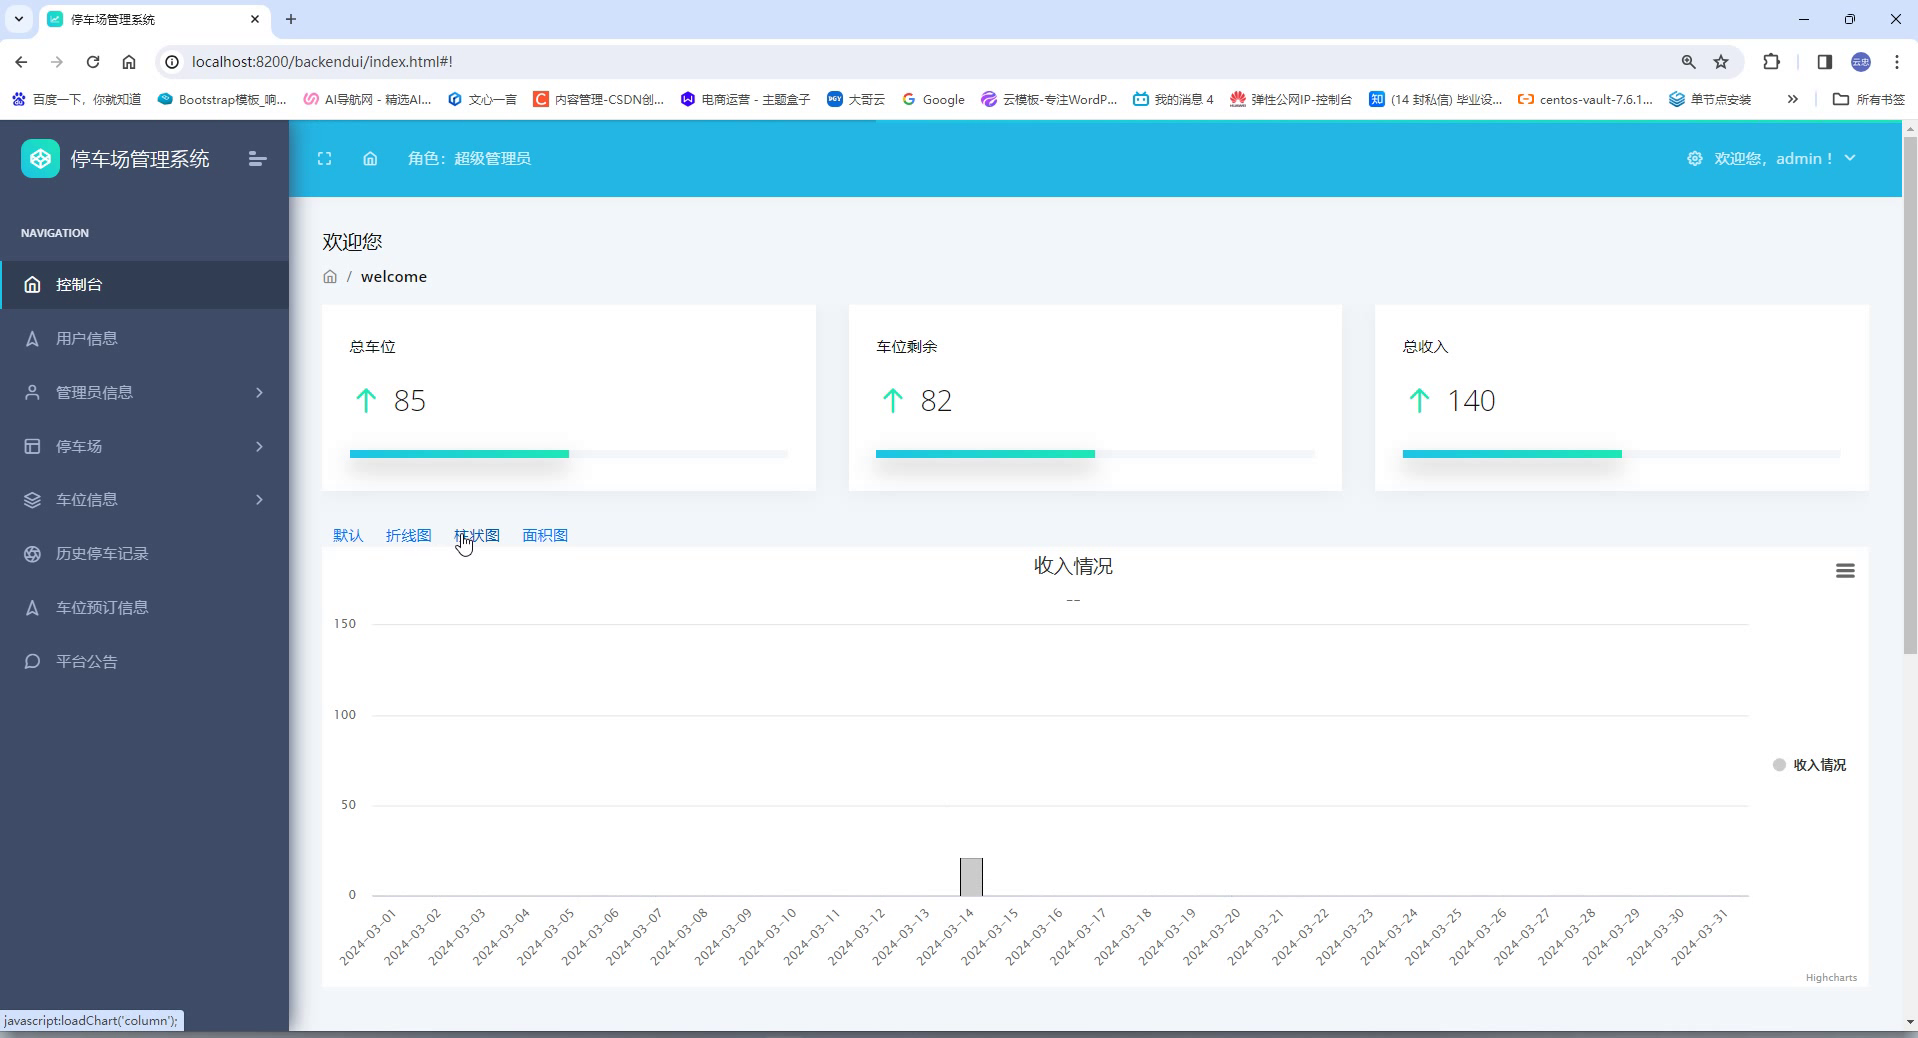 停车场管理系统
localhost:8200/backendui/index.html#!
云忠
百度一下，你就知道
Bootstrap模板_响...
AI导航网 - 精选AI...
文心一言
内容管理-CSDN创...
电商运营 - 主题盒子
大哥云
Google
云模板-专注WordP...
我的消息 4
弹性公网IP-控制台
(14 封私信) 毕业设...
centos-vault-7.6.1...
单节点安装
所有书签
停车场管理系统
角色：超级管理员
欢迎您，admin！
NAVIGATION
控制台
用户信息
管理员信息
停车场
车位信息
历史停车记录
车位预订信息
平台公告
欢迎您
/ welcome
总车位
85
车位剩余
82
总收入
140
默认 折线图 柱状图 面积图
收入情况
--
150
100
50
0
收入情况
2024-03-01
2024-03-02
2024-03-03
2024-03-04
2024-03-05
2024-03-06
2024-03-07
2024-03-08
2024-03-09
2024-03-10
2024-03-11
2024-03-12
2024-03-13
2024-03-14
2024-03-15
2024-03-16
2024-03-17
2024-03-18
2024-03-19
2024-03-20
2024-03-21
2024-03-22
2024-03-23
2024-03-24
2024-03-25
2024-03-26
2024-03-27
2024-03-28
2024-03-29
2024-03-30
2024-03-31
Highcharts
javascript:loadChart('column');